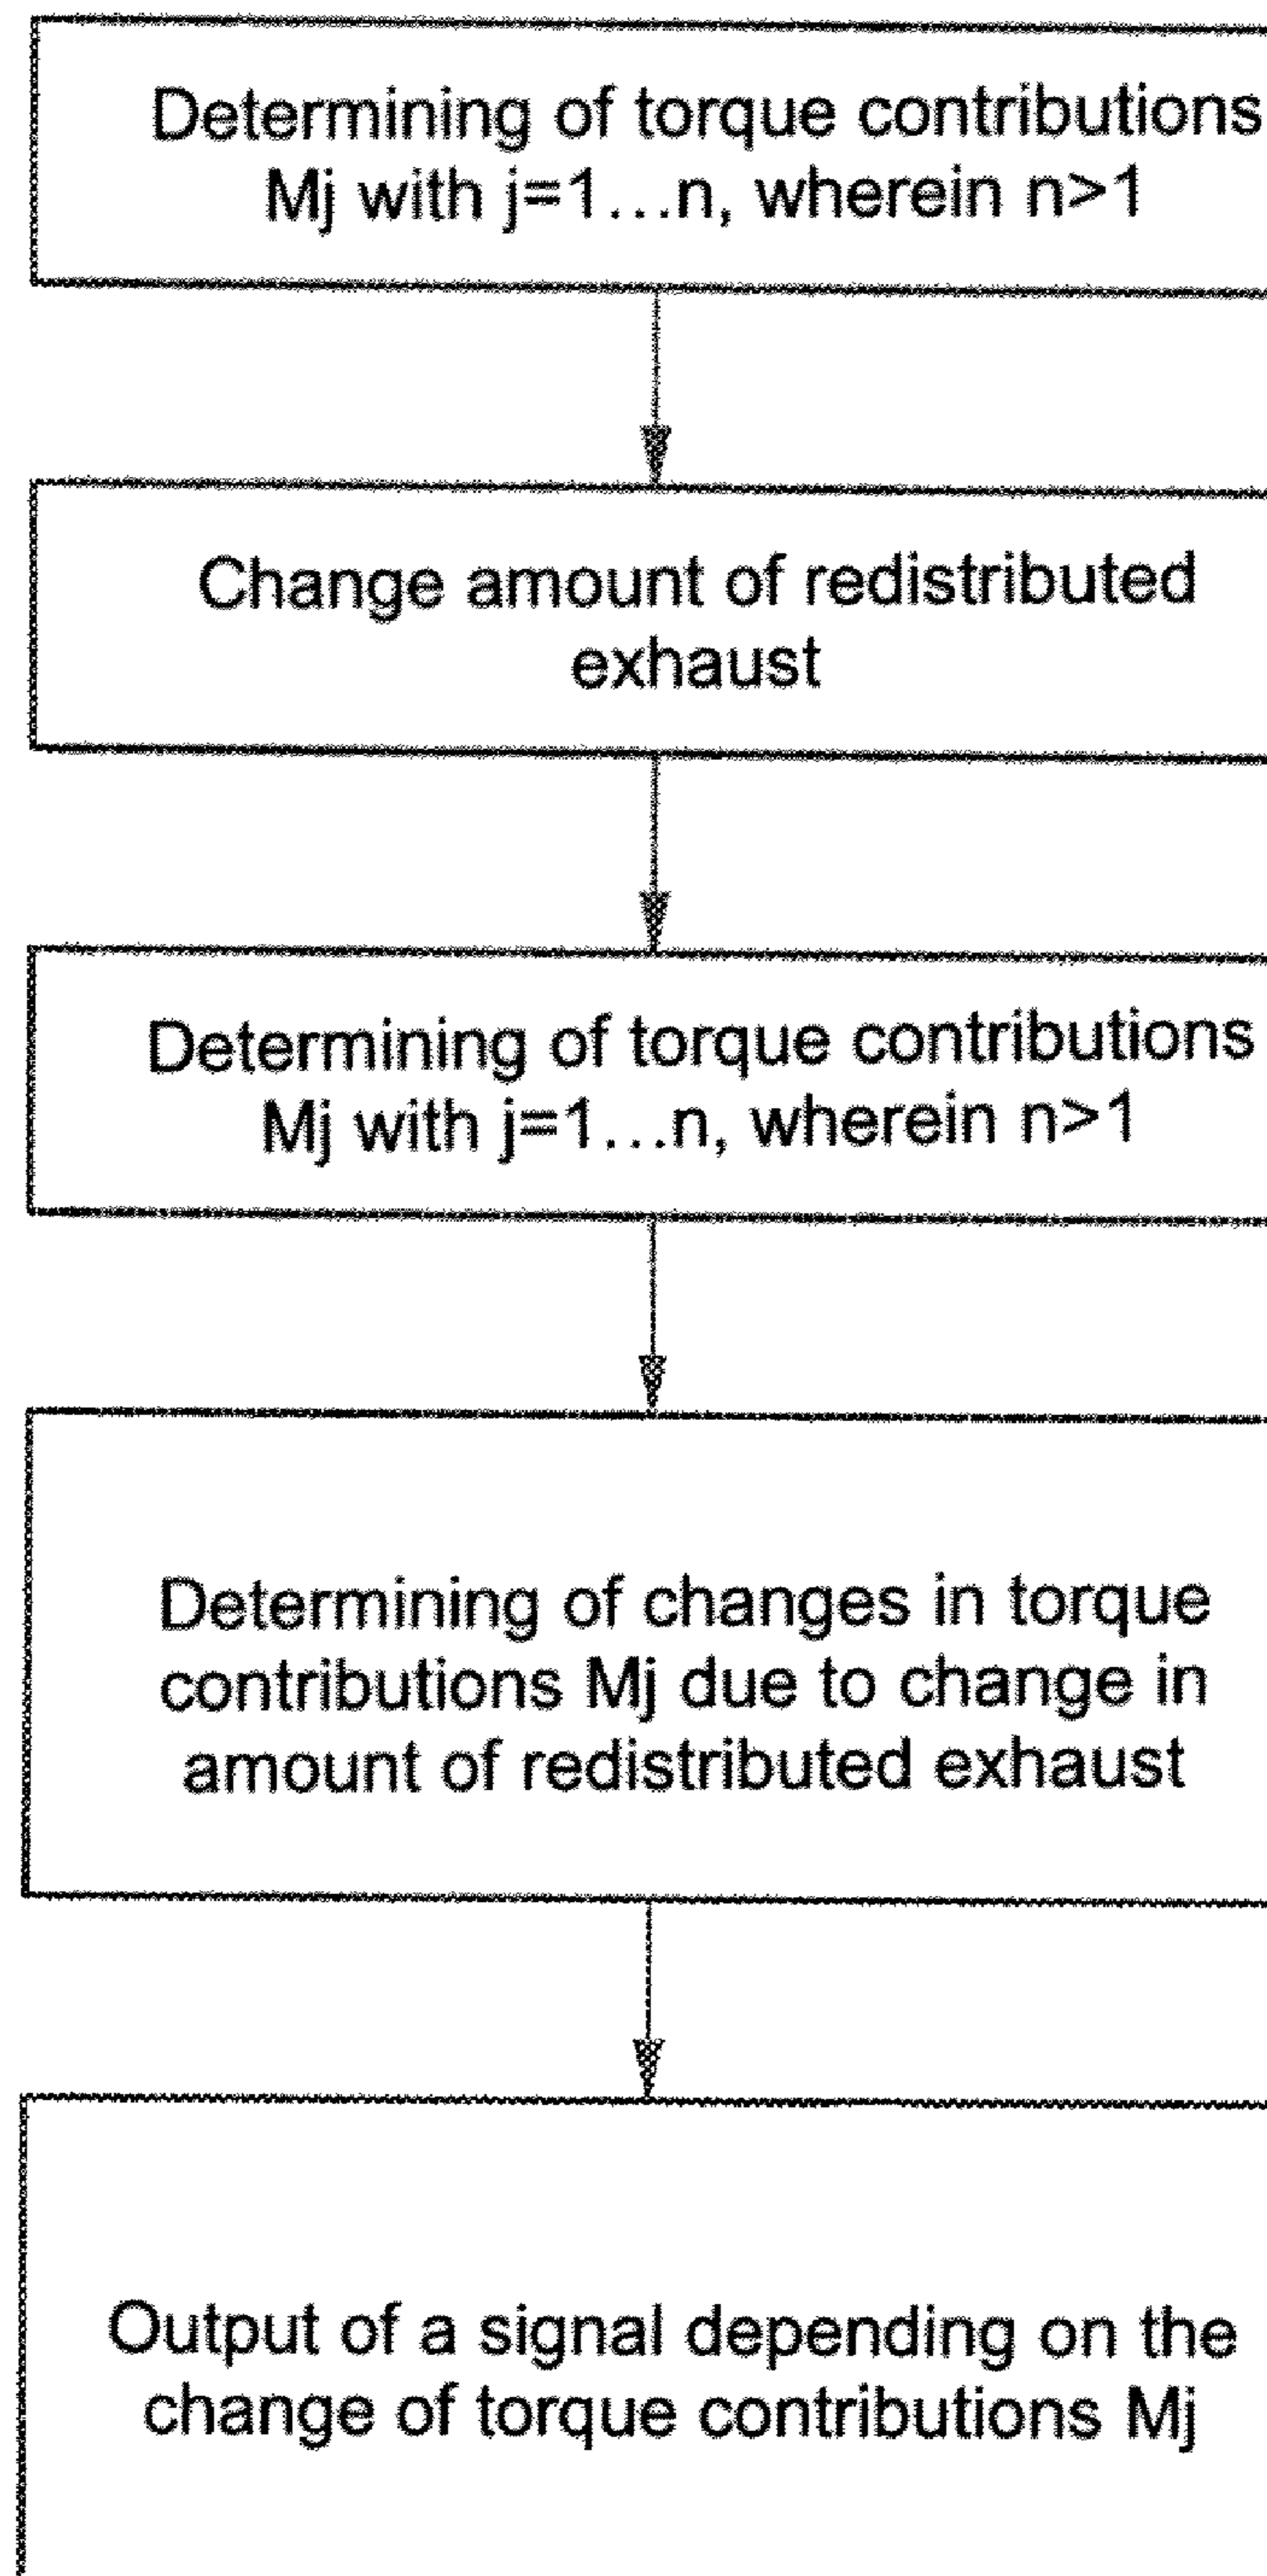 Determining of torque contributions
Mj with j=1...n, wherein n>1
Change amount of redistributed
exhaust
Determining of torque contributions
Mj with j=1...n, wherein n>1
Determining of changes in torque
contributions Mj due to change in
amount of redistributed exhaust
Output of a signal depending on the
change of torque contributions Mj